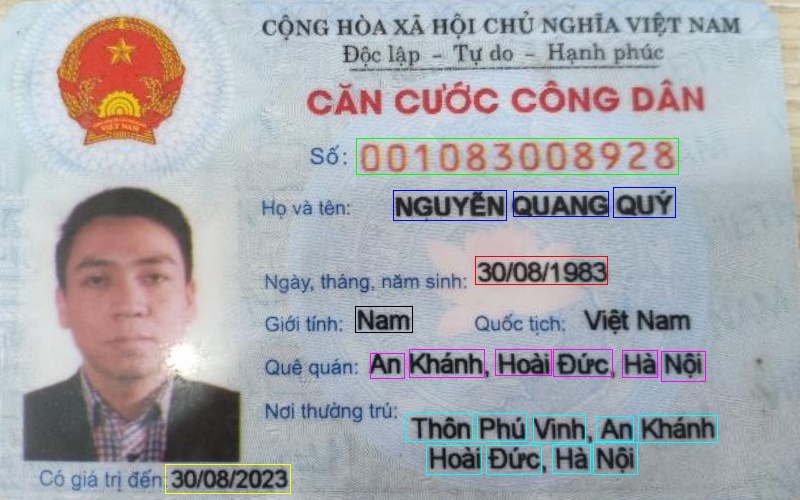 CỘNG HÒA XÃ HỘI CHỦ NGHĨA VIỆT NAM
Độc lập - Tự do - Hạnh phúc
CĂN CƯỚC CÔNG DÂN
Số: 001083008928
Họ và tên: NGUYỄN QUANG QUÝ
Ngày, tháng, năm sinh: 30/08/1983
Giới tính: Nam Quốc tịch: Việt Nam
Quê quán: An Khánh, Hoài Đức, Hà Nội
Nơi thường trú: Thôn Phú Vinh, An Khánh
Hoài Đức, Hà Nội
Có giá trị đến 30/08/2023
VIỆT NAM